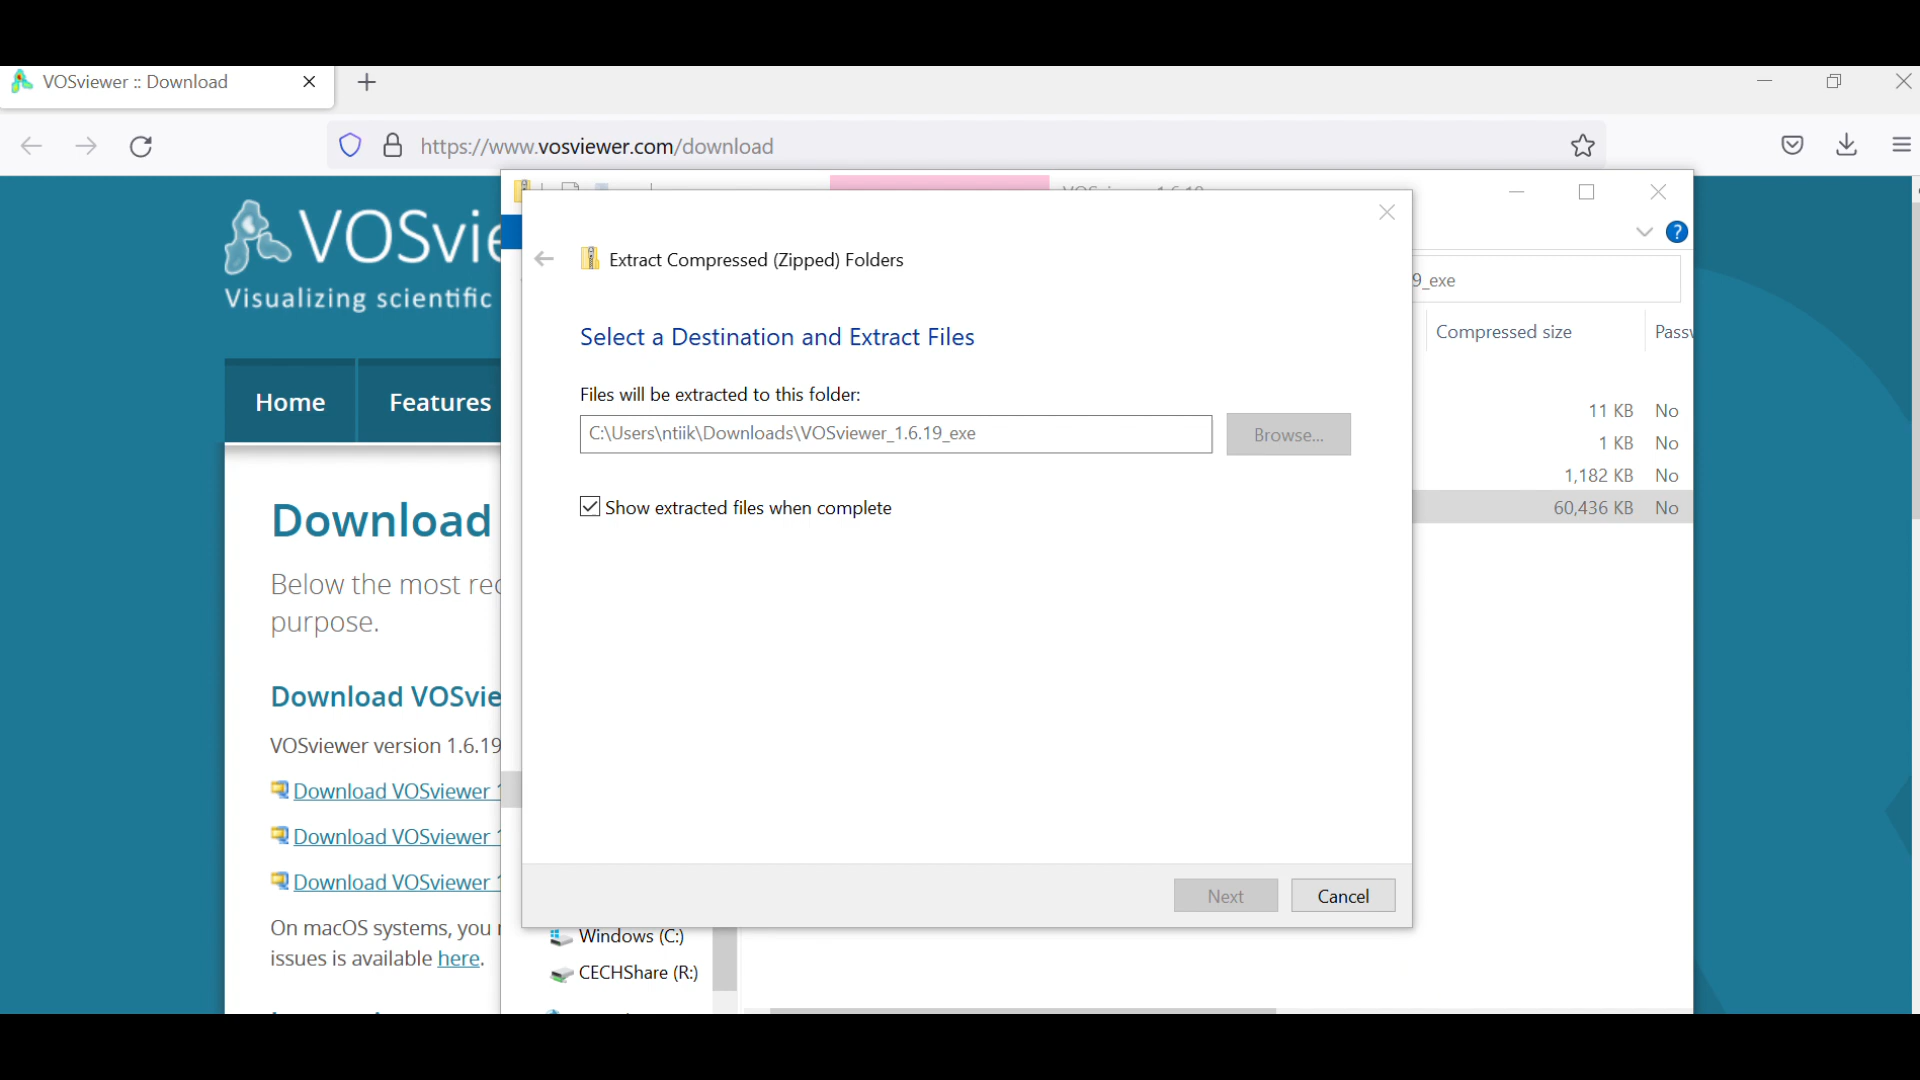 VOSviewer :: Download
https://www.vosviewer.com/download
Visualizing scientific
Home
Features
Download
Below the most
purpose.
Download
VOSviewer version 1.6.19
Download VOSviewer
Download VOSviewer
Download VOSviewer
On macOS systems, you
issues is available here.
Extract Compressed (Zipped) Folders
Select a Destination and Extract Files
Files will be extracted to this folder:
C:\Users\ntiik\Downloads\VOSviewer_1.6.19_exe
Browse...
Show extracted files when complete
Next
Cancel
?
9_exe
Compressed size
11 KB No
1 KB No
1,182 KB No
60,436 KB No
Windows (C:)
CECHShare (R:)